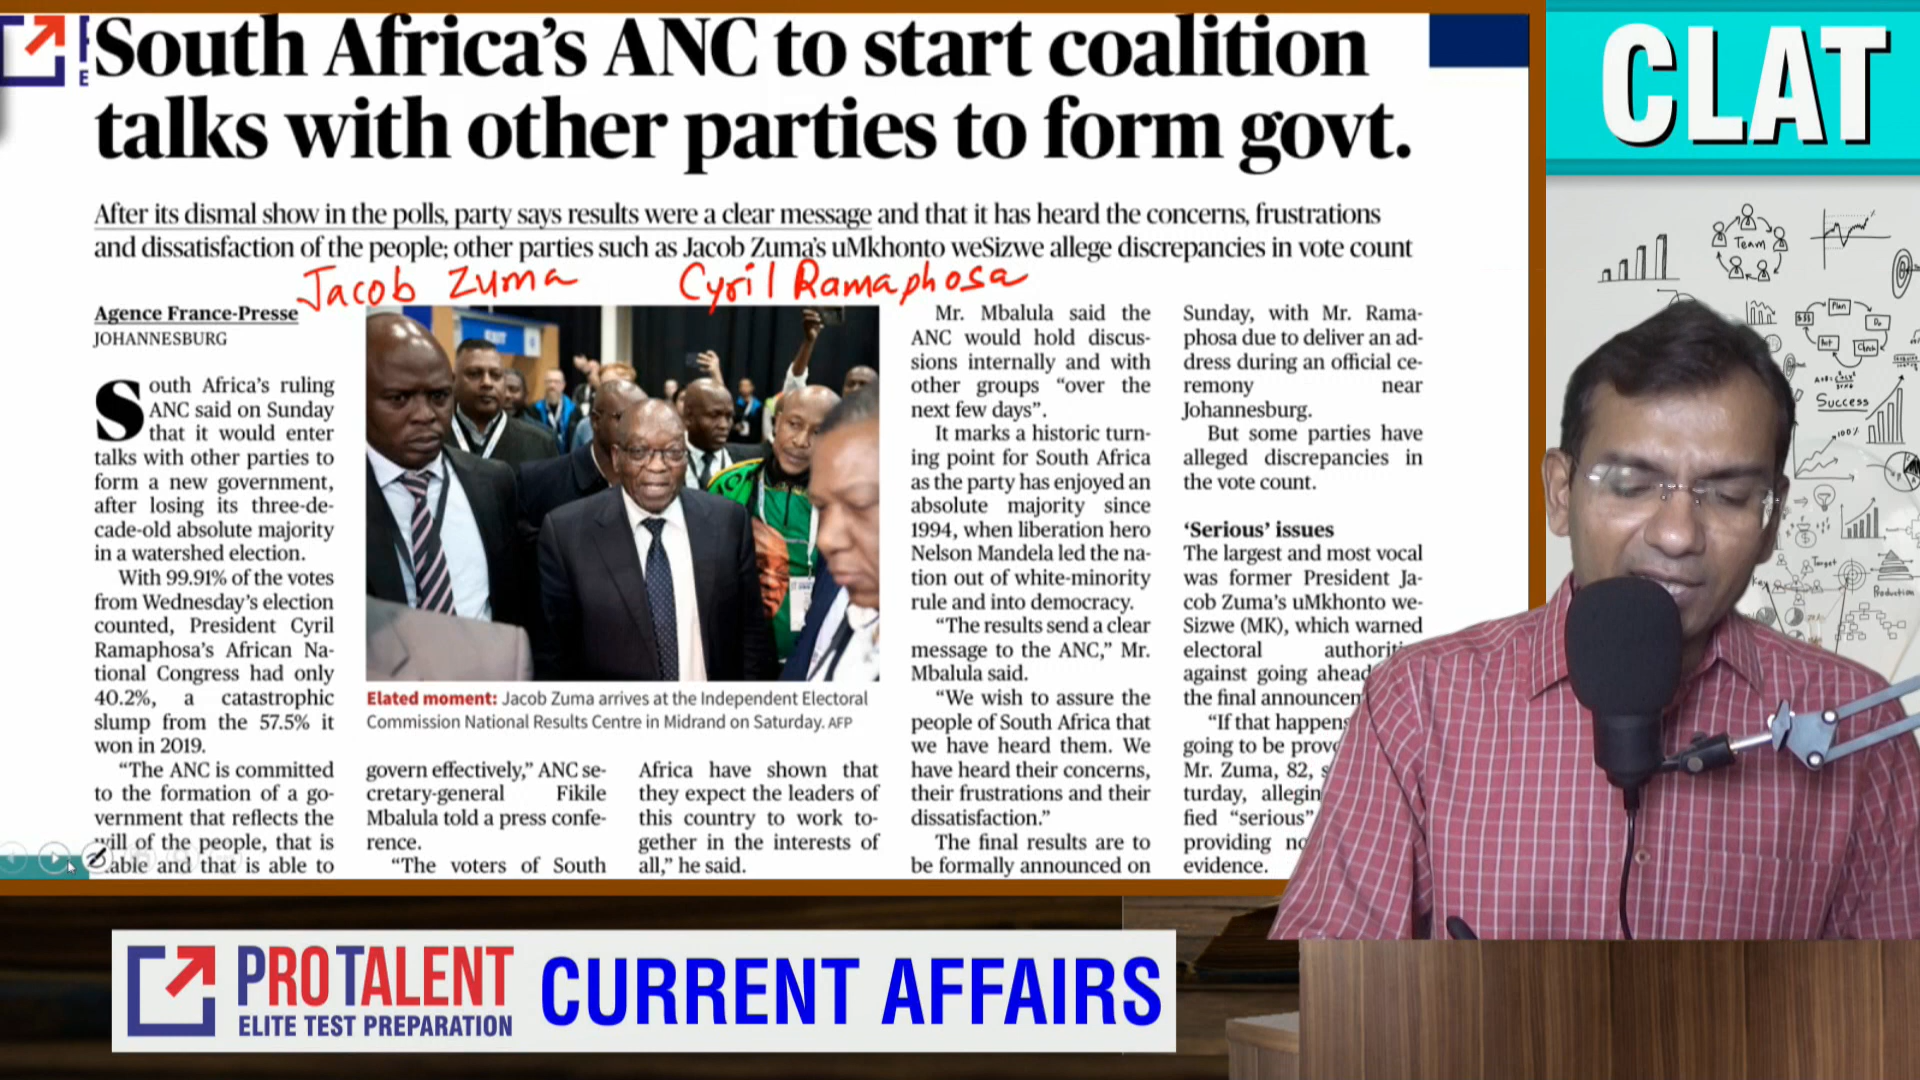 South Africa's ANC to start coalition
talks with other parties to form govt.
After its dismal show in the polls, party says results were a clear message and that it has heard the concerns, frustrations
and dissatisfaction of the people; other parties such as Jacob Zuma's uMkhonto weSizwe allege discrepancies in vote count
Jacob Zuma
Cyril Ramaphosa
Agence France-Presse
JOHANNESBURG
South Africa's ruling
ANC said on Sunday
that it would enter
talks with other parties to
form a new government,
after losing its three-de-
cade-old absolute majority
in a watershed election.
With 99.91% of the votes
from Wednesday's election
counted, President Cyril
Ramaphosa's African Na-
tional Congress had only
40.2%, a catastrophic
slump from the 57.5% it
won in 2019.
"The ANC is committed
to the formation of a go-
vernment that reflects the
will of the people, that is
able and that is able to
EXIT
Elated moment: Jacob Zuma arrives at the Independent Electoral
Commission National Results Centre in Midrand on Saturday. AFP
govern effectively," ANC se-
cretary-general Fikile
Mbalula told a press confe-
rence.
"The voters of South
Africa have shown that
they expect the leaders of
this country to work to-
gether in the interests of
all," he said.
Mr. Mbalula said the
ANC would hold discus-
sions internally and with
other groups "over the
next few days".
It marks a historic turn-
ing point for South Africa
as the party has enjoyed an
absolute majority since
1994, when liberation hero
Nelson Mandela led the na-
tion out of white-minority
rule and into democracy.
"The results send a clear
message to the ANC," Mr.
Mbalula said.
"We wish to assure the
people of South Africa that
we have heard them. We
have heard their concerns,
their frustrations and their
dissatisfaction."
The final results are to
be formally announced on
Sunday, with Mr. Rama-
phosa due to deliver an ad-
dress during an official ce-
remony near
Johannesburg.
But some parties have
alleged discrepancies in
the vote count.
'Serious' issues
The largest and most vocal
was former President Ja-
cob Zuma's uMkhonto we-
Sizwe (MK), which warned
electoral
against going ahead
the final
"If that happens
going to be
Mr. Zuma, 82,
fied "serious"
providing
evidence.
CLAT
Team
Plan
Do
Check
Act
Success
100%
Target
Key
Production
PROTALENT
ELITE TEST PREPARATION
CURRENT AFFAIRS